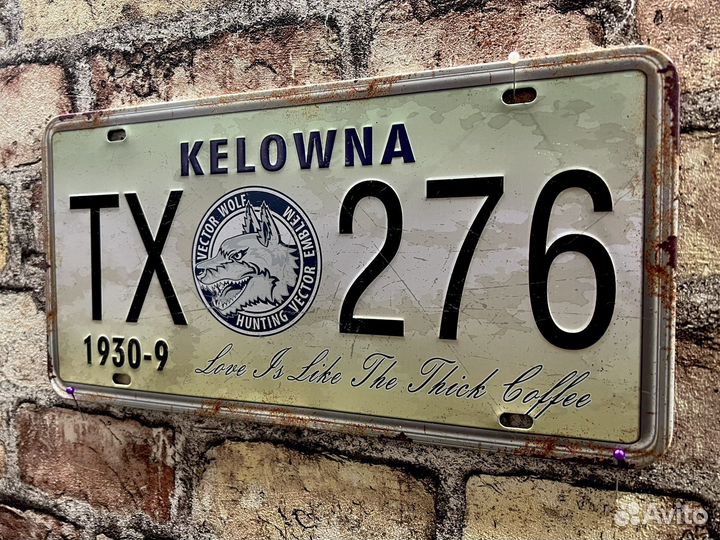 KELOWNA
TX 276
VECTOR WOLF
HUNTING VECTOR EMBLEM
1930-9
Love Is Like The Thick Coffee
Avito